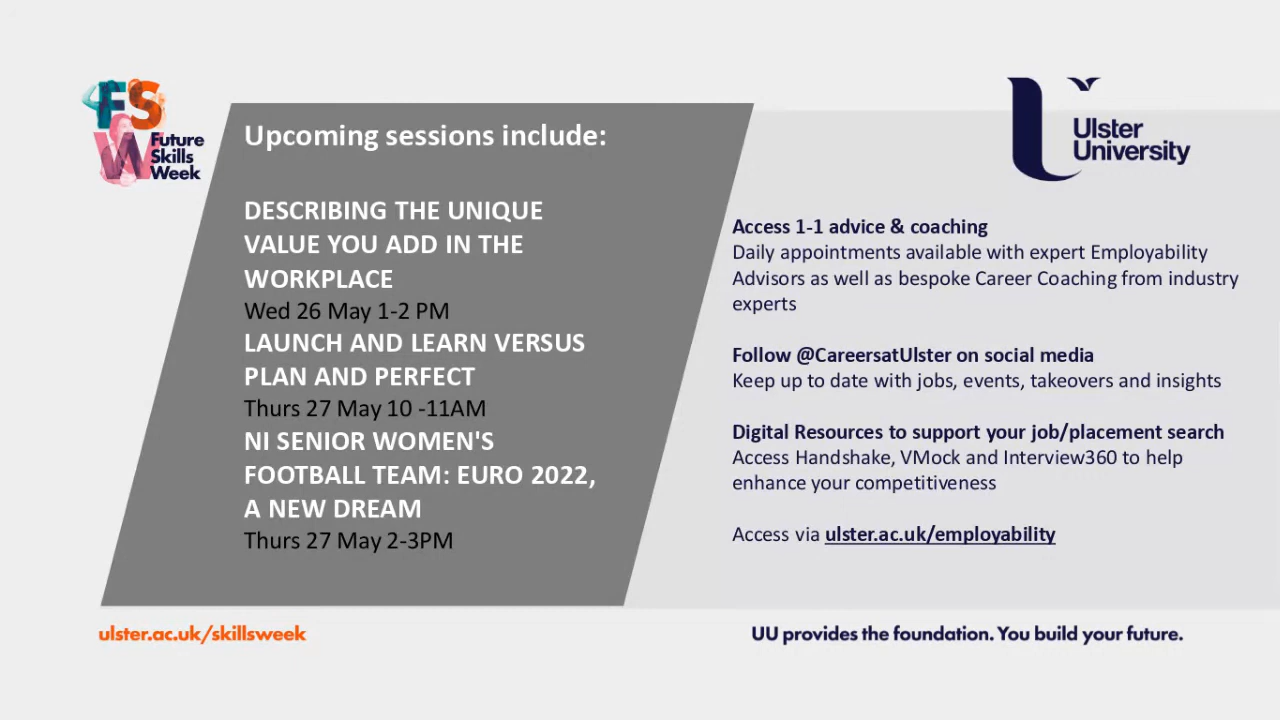 FS
W Future
Skills
Week
Upcoming sessions include:
DESCRIBING THE UNIQUE
VALUE YOU ADD IN THE
WORKPLACE
Wed 26 May 1-2 PM
LAUNCH AND LEARN VERSUS
PLAN AND PERFECT
Thurs 27 May 10 -11AM
NI SENIOR WOMEN'S
FOOTBALL TEAM: EURO 2022,
A NEW DREAM
Thurs 27 May 2-3PM
Ulster
University
Access 1-1 advice & coaching
Daily appointments available with expert Employability
Advisors as well as bespoke Career Coaching from industry
experts
Follow @CareersatUlster on social media
Keep up to date with jobs, events, takeovers and insights
Digital Resources to support your job/placement search
Access Handshake, VMock and Interview360 to help
enhance your competitiveness
Access via ulster.ac.uk/employability
ulster.ac.uk/skillsweek
UU provides the foundation. You build your future.